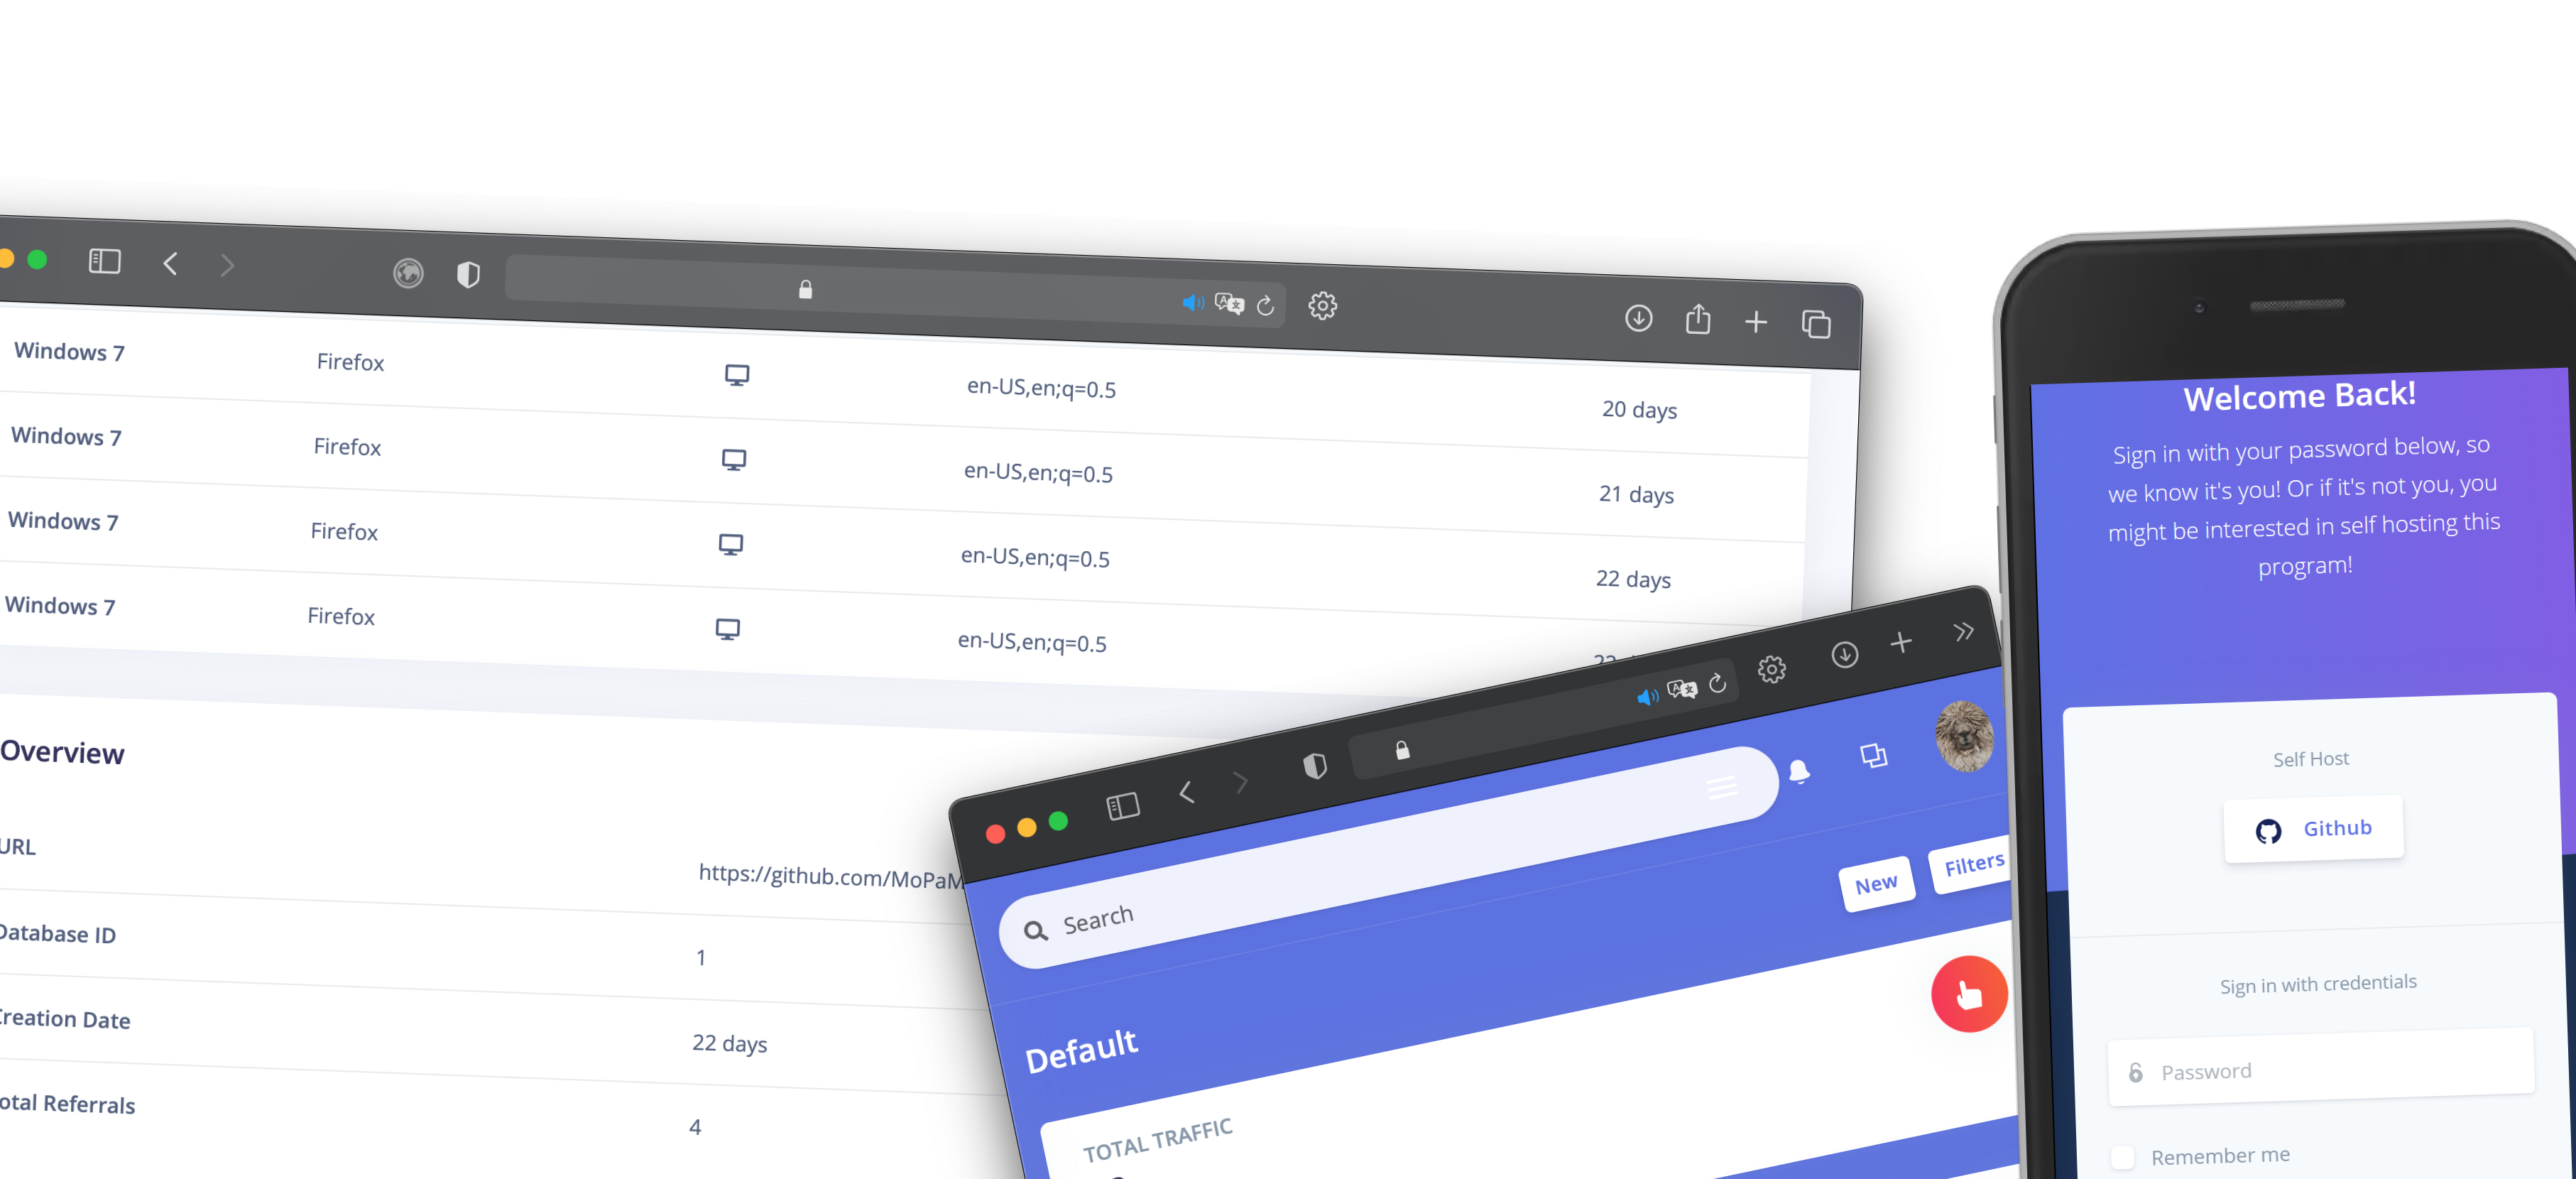 Windows 7 Firefox en-US,en;q=0.5 20 days
Windows 7 Firefox en-US,en;q=0.5 21 days
Windows 7 Firefox en-US,en;q=0.5 22 days
Windows 7 Firefox en-US,en;q=0.5
Overview
URL https://github.com/MoPaM
Database ID 1
Creation Date 22 days
otal Referrals 4
Search
New
Filters
Default
TOTAL TRAFFIC
Welcome Back!
Sign in with your password below, so
we know it's you! Or if it's not you, you
might be interested in self hosting this
program!
Self Host
Github
Sign in with credentials
Password
Remember me